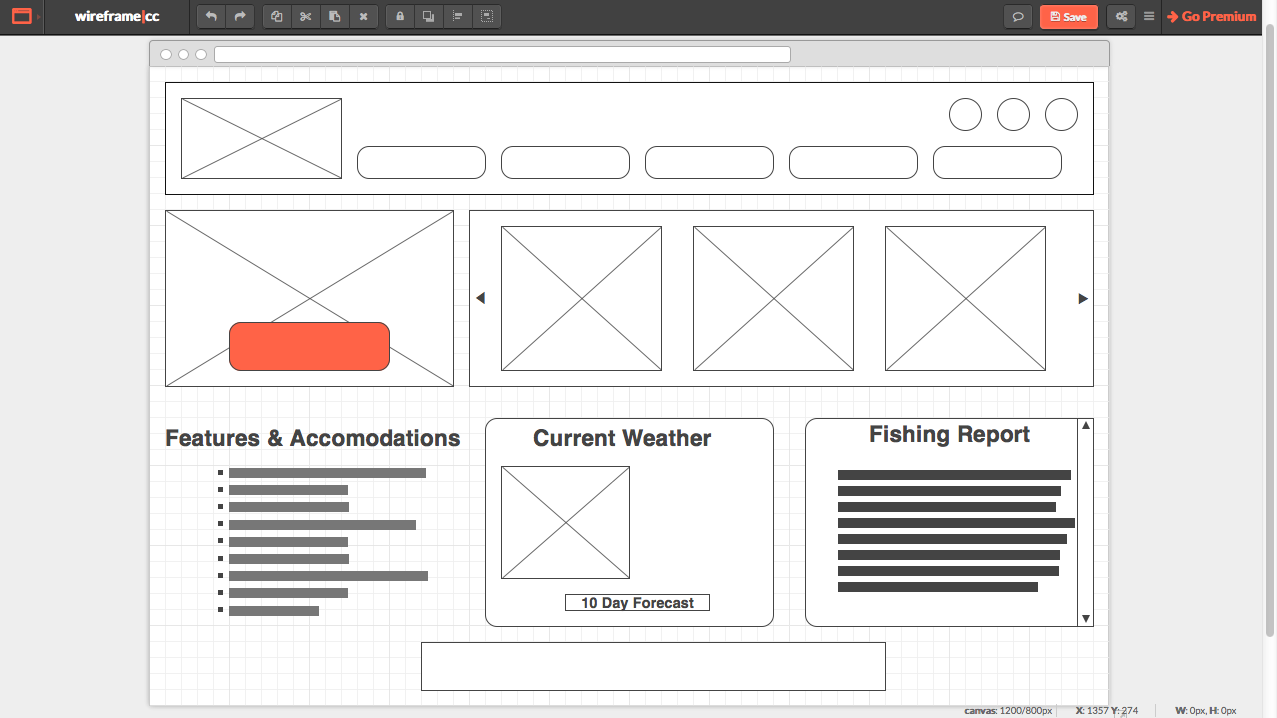 wireframe|cc
Save
Go Premium
Features & Accomodations
Current Weather
Fishing Report
10 Day Forecast
canvas: 1200/800px
X: 1357 Y: 274
W: 0px, H: 0px